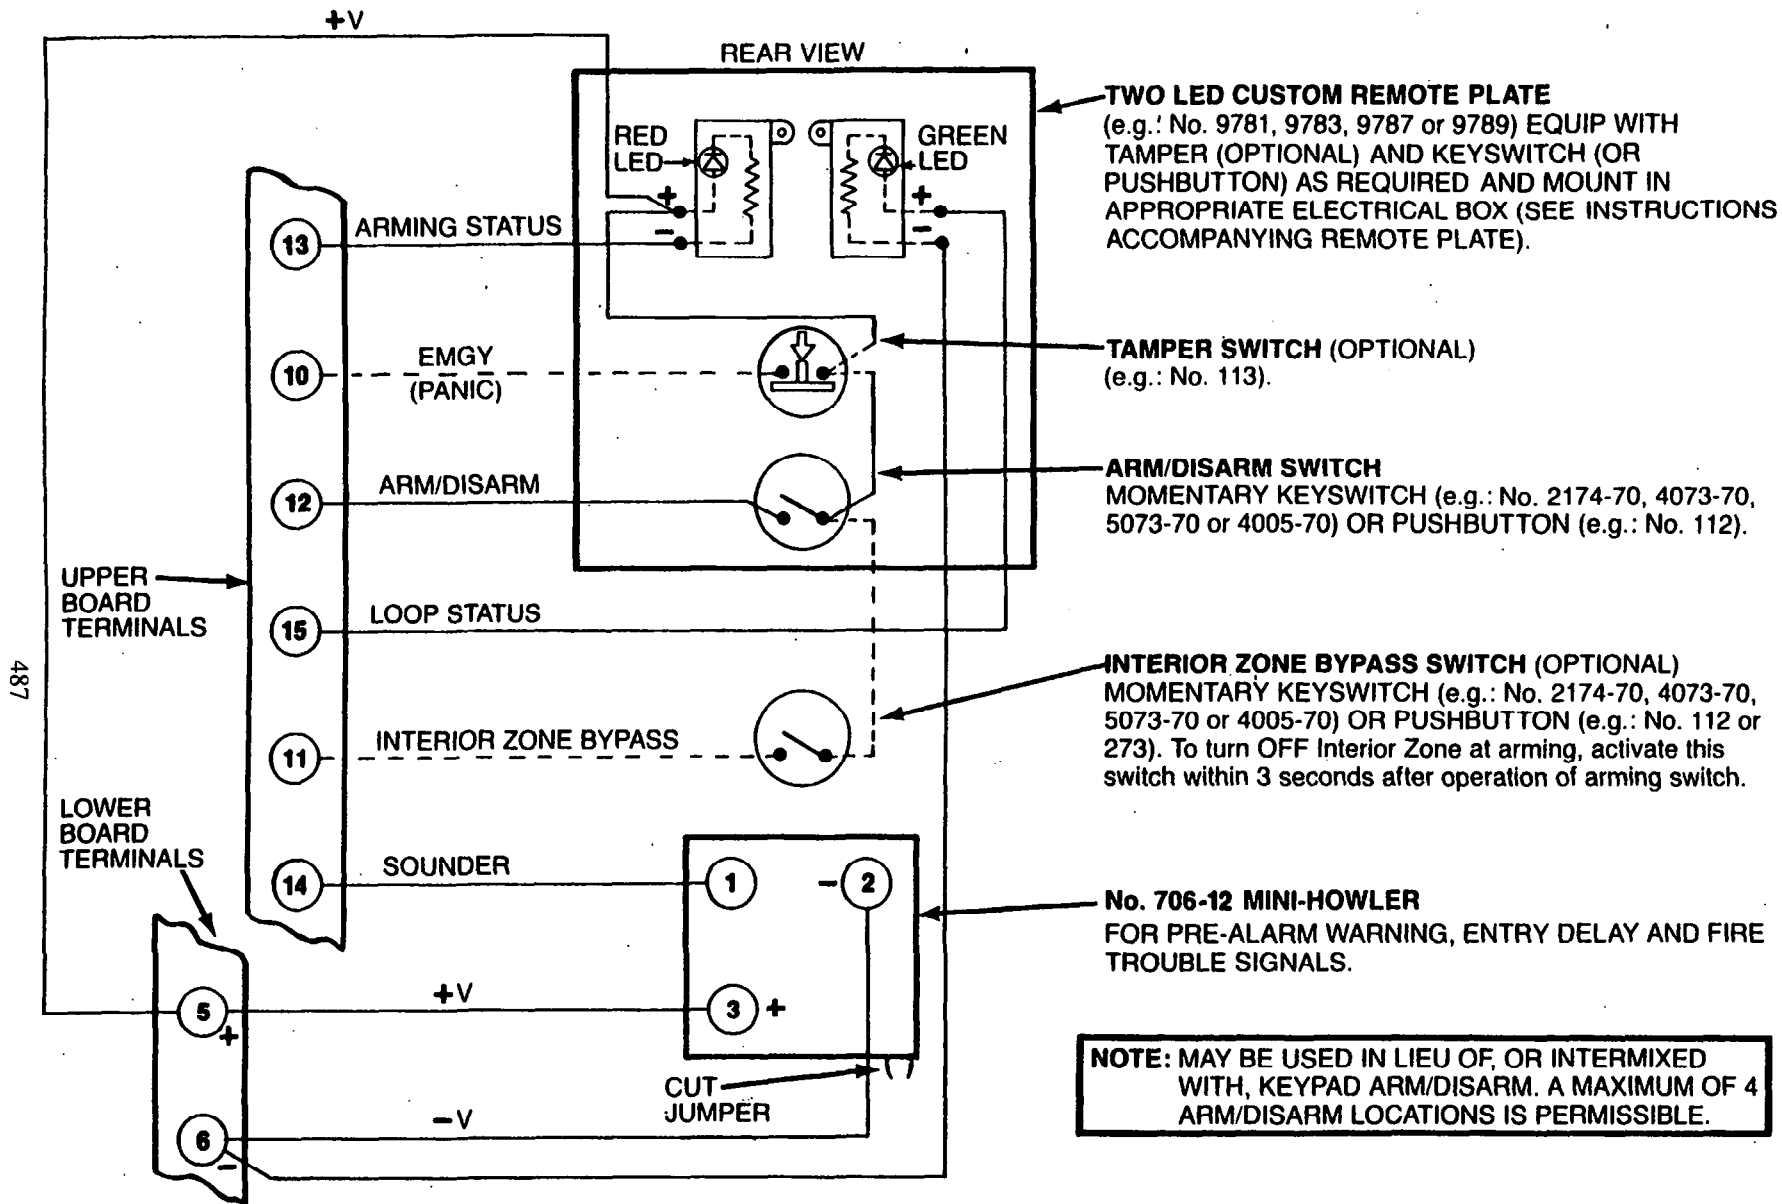 +V
REAR VIEW
RED
LED
GREEN
LED
+
-
+
-
TWO LED CUSTOM REMOTE PLATE
(e.g.: No. 9781, 9783, 9787 or 9789) EQUIP WITH
TAMPER (OPTIONAL) AND KEYSWITCH (OR
PUSHBUTTON) AS REQUIRED AND MOUNT IN
APPROPRIATE ELECTRICAL BOX (SEE INSTRUCTIONS
ACCOMPANYING REMOTE PLATE).
13
ARMING STATUS
10
EMGY
(PANIC)
TAMPER SWITCH (OPTIONAL)
(e.g.: No. 113).
12
ARM/DISARM
ARM/DISARM SWITCH
MOMENTARY KEYSWITCH (e.g.: No. 2174-70, 4073-70,
5073-70 or 4005-70) OR PUSHBUTTON (e.g.: No. 112).
UPPER
BOARD
TERMINALS
15
LOOP STATUS
487
INTERIOR ZONE BYPASS SWITCH (OPTIONAL)
MOMENTARY KEYSWITCH (e.g.: No. 2174-70, 4073-70,
5073-70 or 4005-70) OR PUSHBUTTON (e.g.: No. 112 or
273). To turn OFF Interior Zone at arming, activate this
switch within 3 seconds after operation of arming switch.
11
INTERIOR ZONE BYPASS
LOWER
BOARD
TERMINALS
14
SOUNDER
1
- 2
No. 706-12 MINI-HOWLER
FOR PRE-ALARM WARNING, ENTRY DELAY AND FIRE
TROUBLE SIGNALS.
5
+
+V
3 +
CUT
JUMPER
6
-
-V
NOTE: MAY BE USED IN LIEU OF, OR INTERMIXED
WITH, KEYPAD ARM/DISARM. A MAXIMUM OF 4
ARM/DISARM LOCATIONS IS PERMISSIBLE.